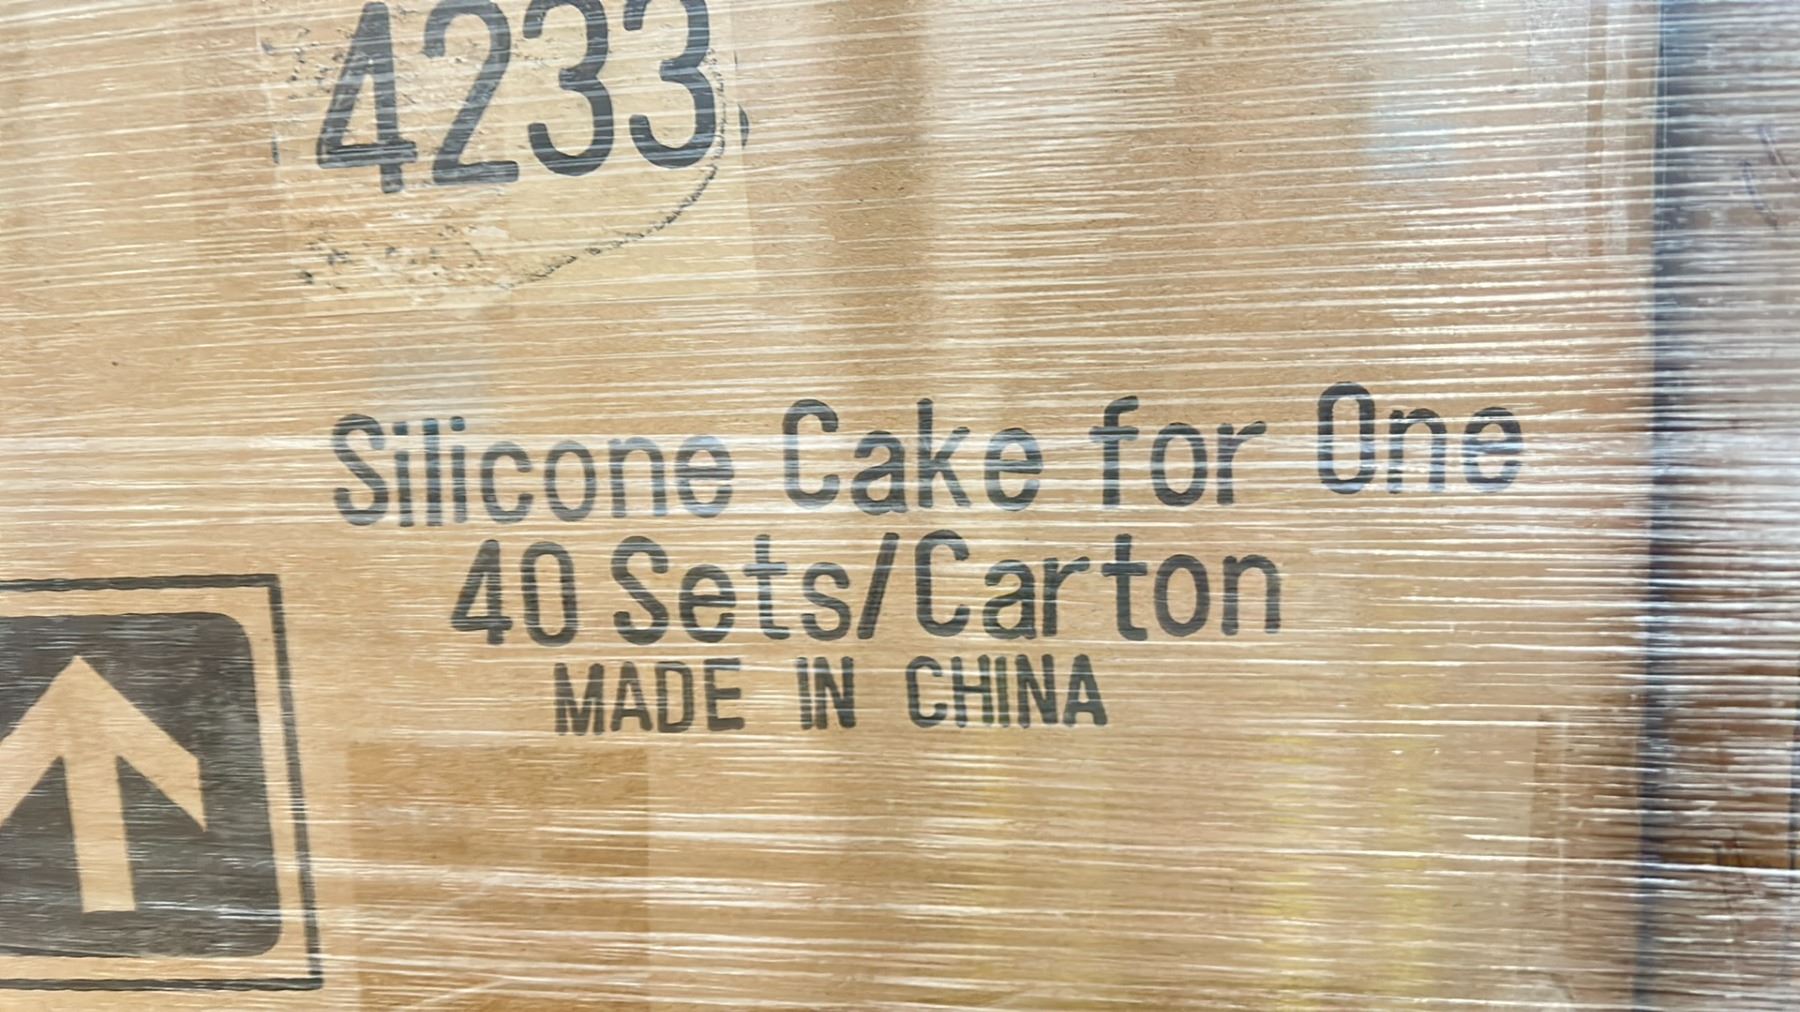 4233
Silicone Cake for One
40 Sets/Carton
MADE IN CHINA